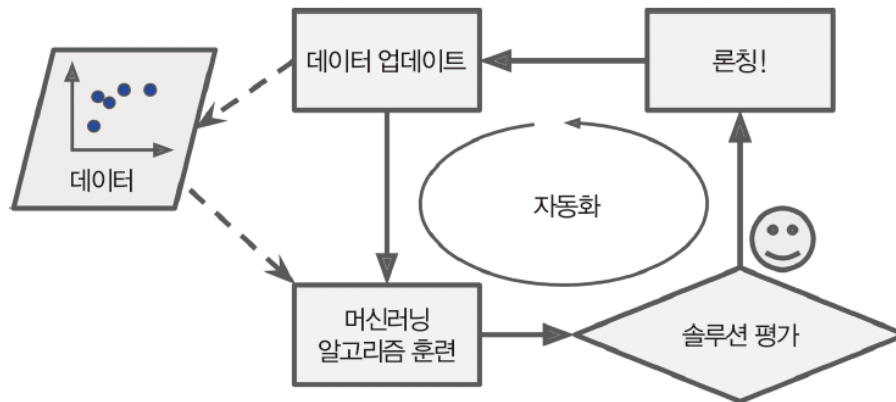 데이터 업데이트
론칭!
데이터
자동화
머신러닝
알고리즘 훈련
솔루션 평가